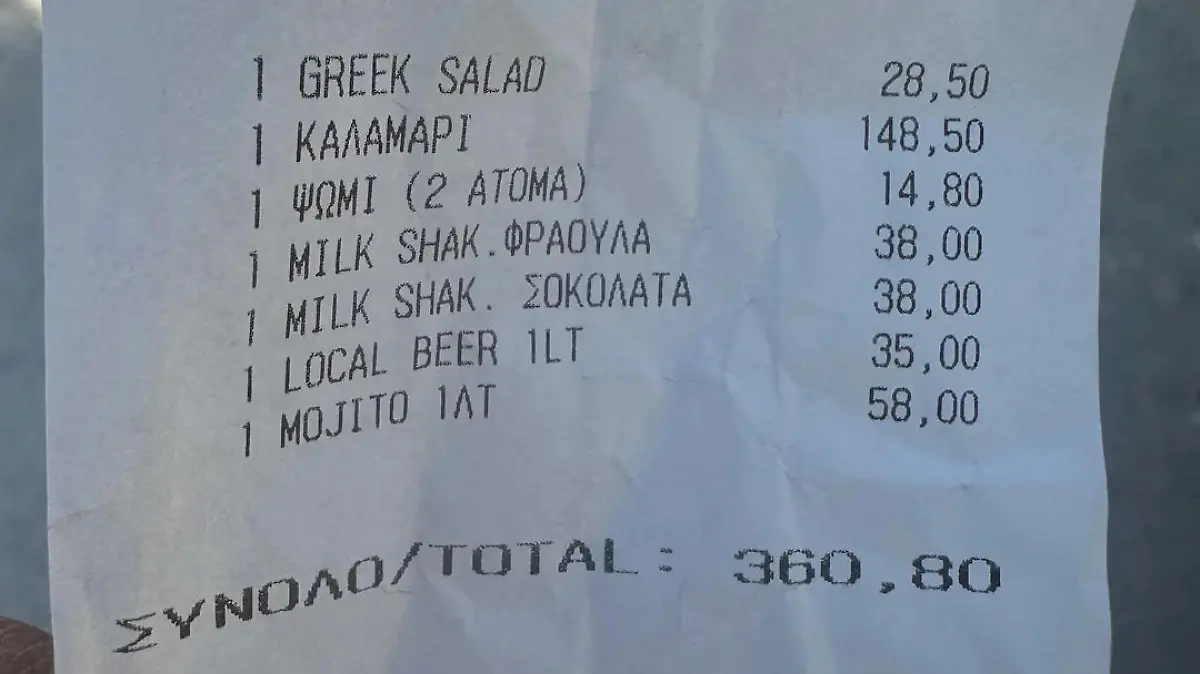 1 GREEK SALAD 28,50
1 ΚΑΛΑΜΑΡΙ 148,50
1 ΨΩΜΙ (2 ΑΤΟΜΑ) 14,80
1 MILK SHAK.ΦΡΑΟΥΛΑ 38,00
1 MILK SHAK. ΣΟΚΟΛΑΤΑ 38,00
1 LOCAL BEER 1LT 35,00
1 MOJITO 1ΛΤ 58,00
ΣΥΝΟΛΟ/TOTAL: 360,80